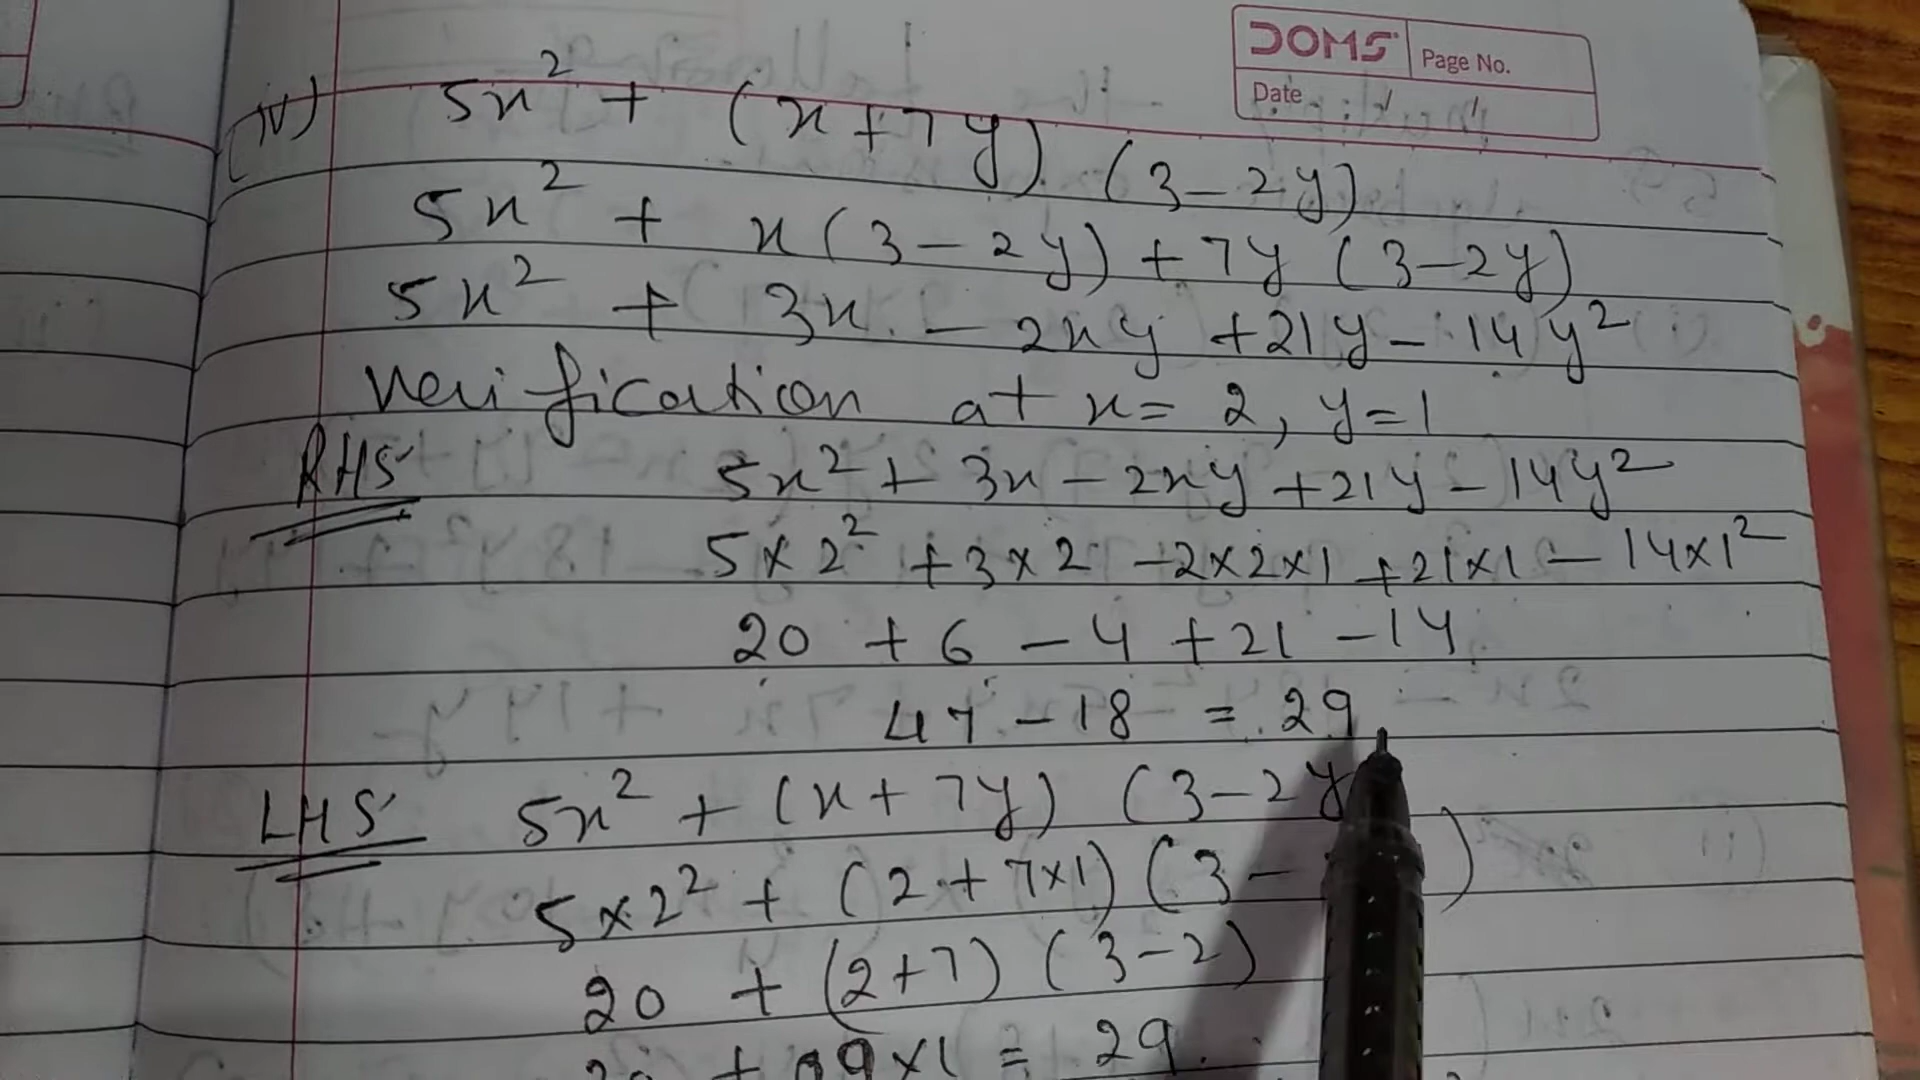 DOMS Page No.
Date
(iv) 5x² + (x+7y) (3-2y)
5x² + x(3-2y) + 7y (3-2y)
5x² + 3x - 2xy + 21y - 14y²
verification at x = 2, y = 1
RHS 5x² + 3x - 2xy + 21y - 14y²
5×2² + 3×2 - 2×2×1 + 21×1 - 14×1²
20 + 6 - 4 + 21 - 14
47 - 18 = 29
LHS 5x² + (x + 7y) (3-2y
5×2² + (2 + 7×1) (3 - )
20 + (2+7) (3-2)
20 + 9×1 = 29